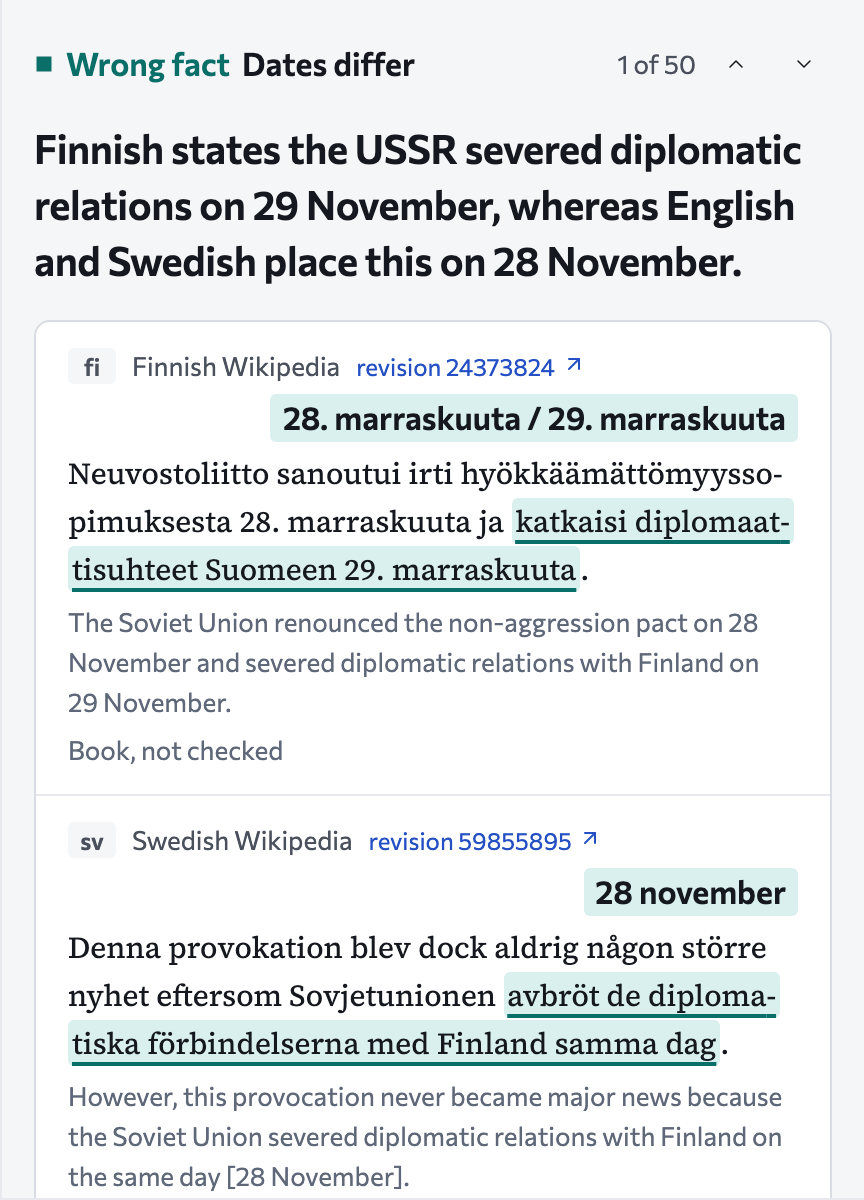 Wrong fact Dates differ 1 of 50
Finnish states the USSR severed diplomatic
relations on 29 November, whereas English
and Swedish place this on 28 November.
fi Finnish Wikipedia revision 24373824 ↗
28. marraskuuta / 29. marraskuuta
Neuvostoliitto sanoutui irti hyökkäämättömyysso-
pimuksesta 28. marraskuuta ja katkaisi diplomaat-
tisuhteet Suomeen 29. marraskuuta.
The Soviet Union renounced the non-aggression pact on 28
November and severed diplomatic relations with Finland on
29 November.
Book, not checked
sv Swedish Wikipedia revision 59855895 ↗
28 november
Denna provokation blev dock aldrig någon större
nyhet eftersom Sovjetunionen avbröt de diploma-
tiska förbindelserna med Finland samma dag.
However, this provocation never became major news because
the Soviet Union severed diplomatic relations with Finland on
the same day [28 November].